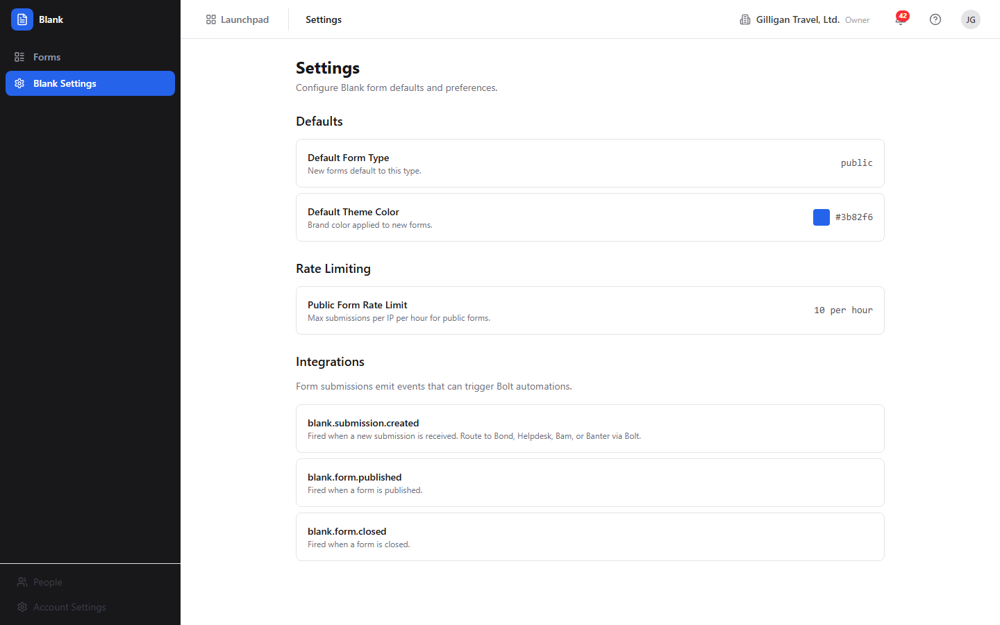 Blank
Forms
Blank Settings
People
Account Settings
Launchpad
Settings
Gilligan Travel, Ltd. Owner
42
JG
Settings
Configure Blank form defaults and preferences.
Defaults
Default Form Type
New forms default to this type.
public
Default Theme Color
Brand color applied to new forms.
#3b82f6
Rate Limiting
Public Form Rate Limit
Max submissions per IP per hour for public forms.
10 per hour
Integrations
Form submissions emit events that can trigger Bolt automations.
blank.submission.created
Fired when a new submission is received. Route to Bond, Helpdesk, Bam, or Banter via Bolt.
blank.form.published
Fired when a form is published.
blank.form.closed
Fired when a form is closed.